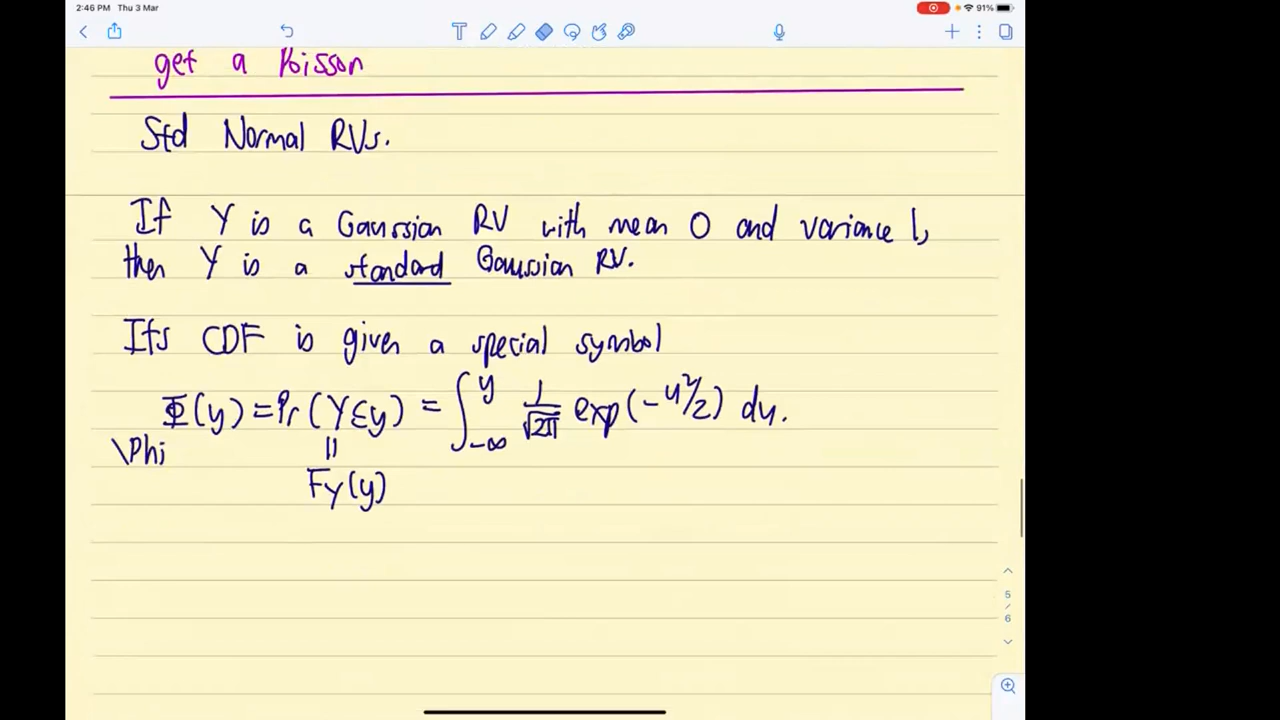 2:46 PM Thu 3 Mar
91%
get a Poisson
Std Normal RVs.
If Y is a Gaussian RV with mean 0 and variance 1,
then Y is a standard Gaussian RV.
Its CDF is given a special symbol
Φ(y) = Pr (Y≤y) = ∫_{-∞}^{y} 1/√2π exp(-u²/2) du.
\Phi
||
F_Y(y)
5
/
6